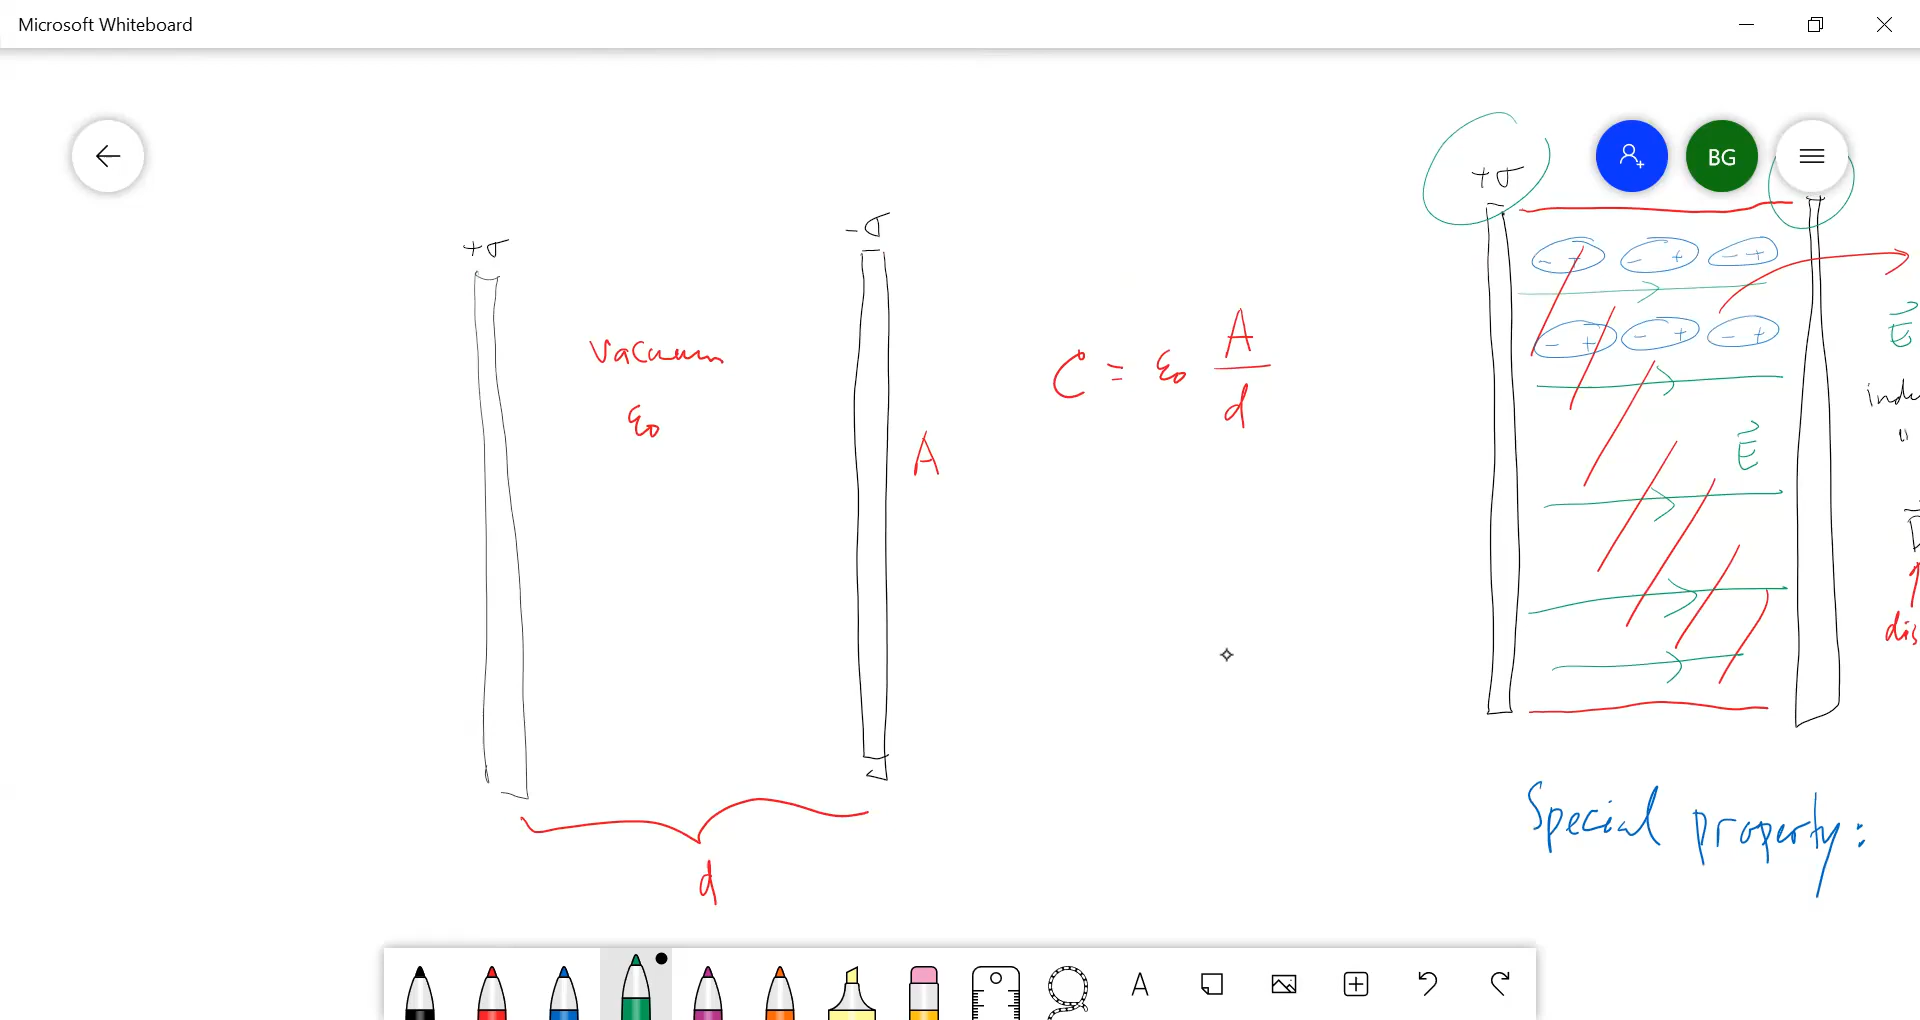 Microsoft Whiteboard
BG
+σ
-σ
Vacuum
ε₀
A
C = ε₀ A/d
d
+σ
- +
- +
- +
- +
- +
- +
E⃗
E⃗
Special property:
A